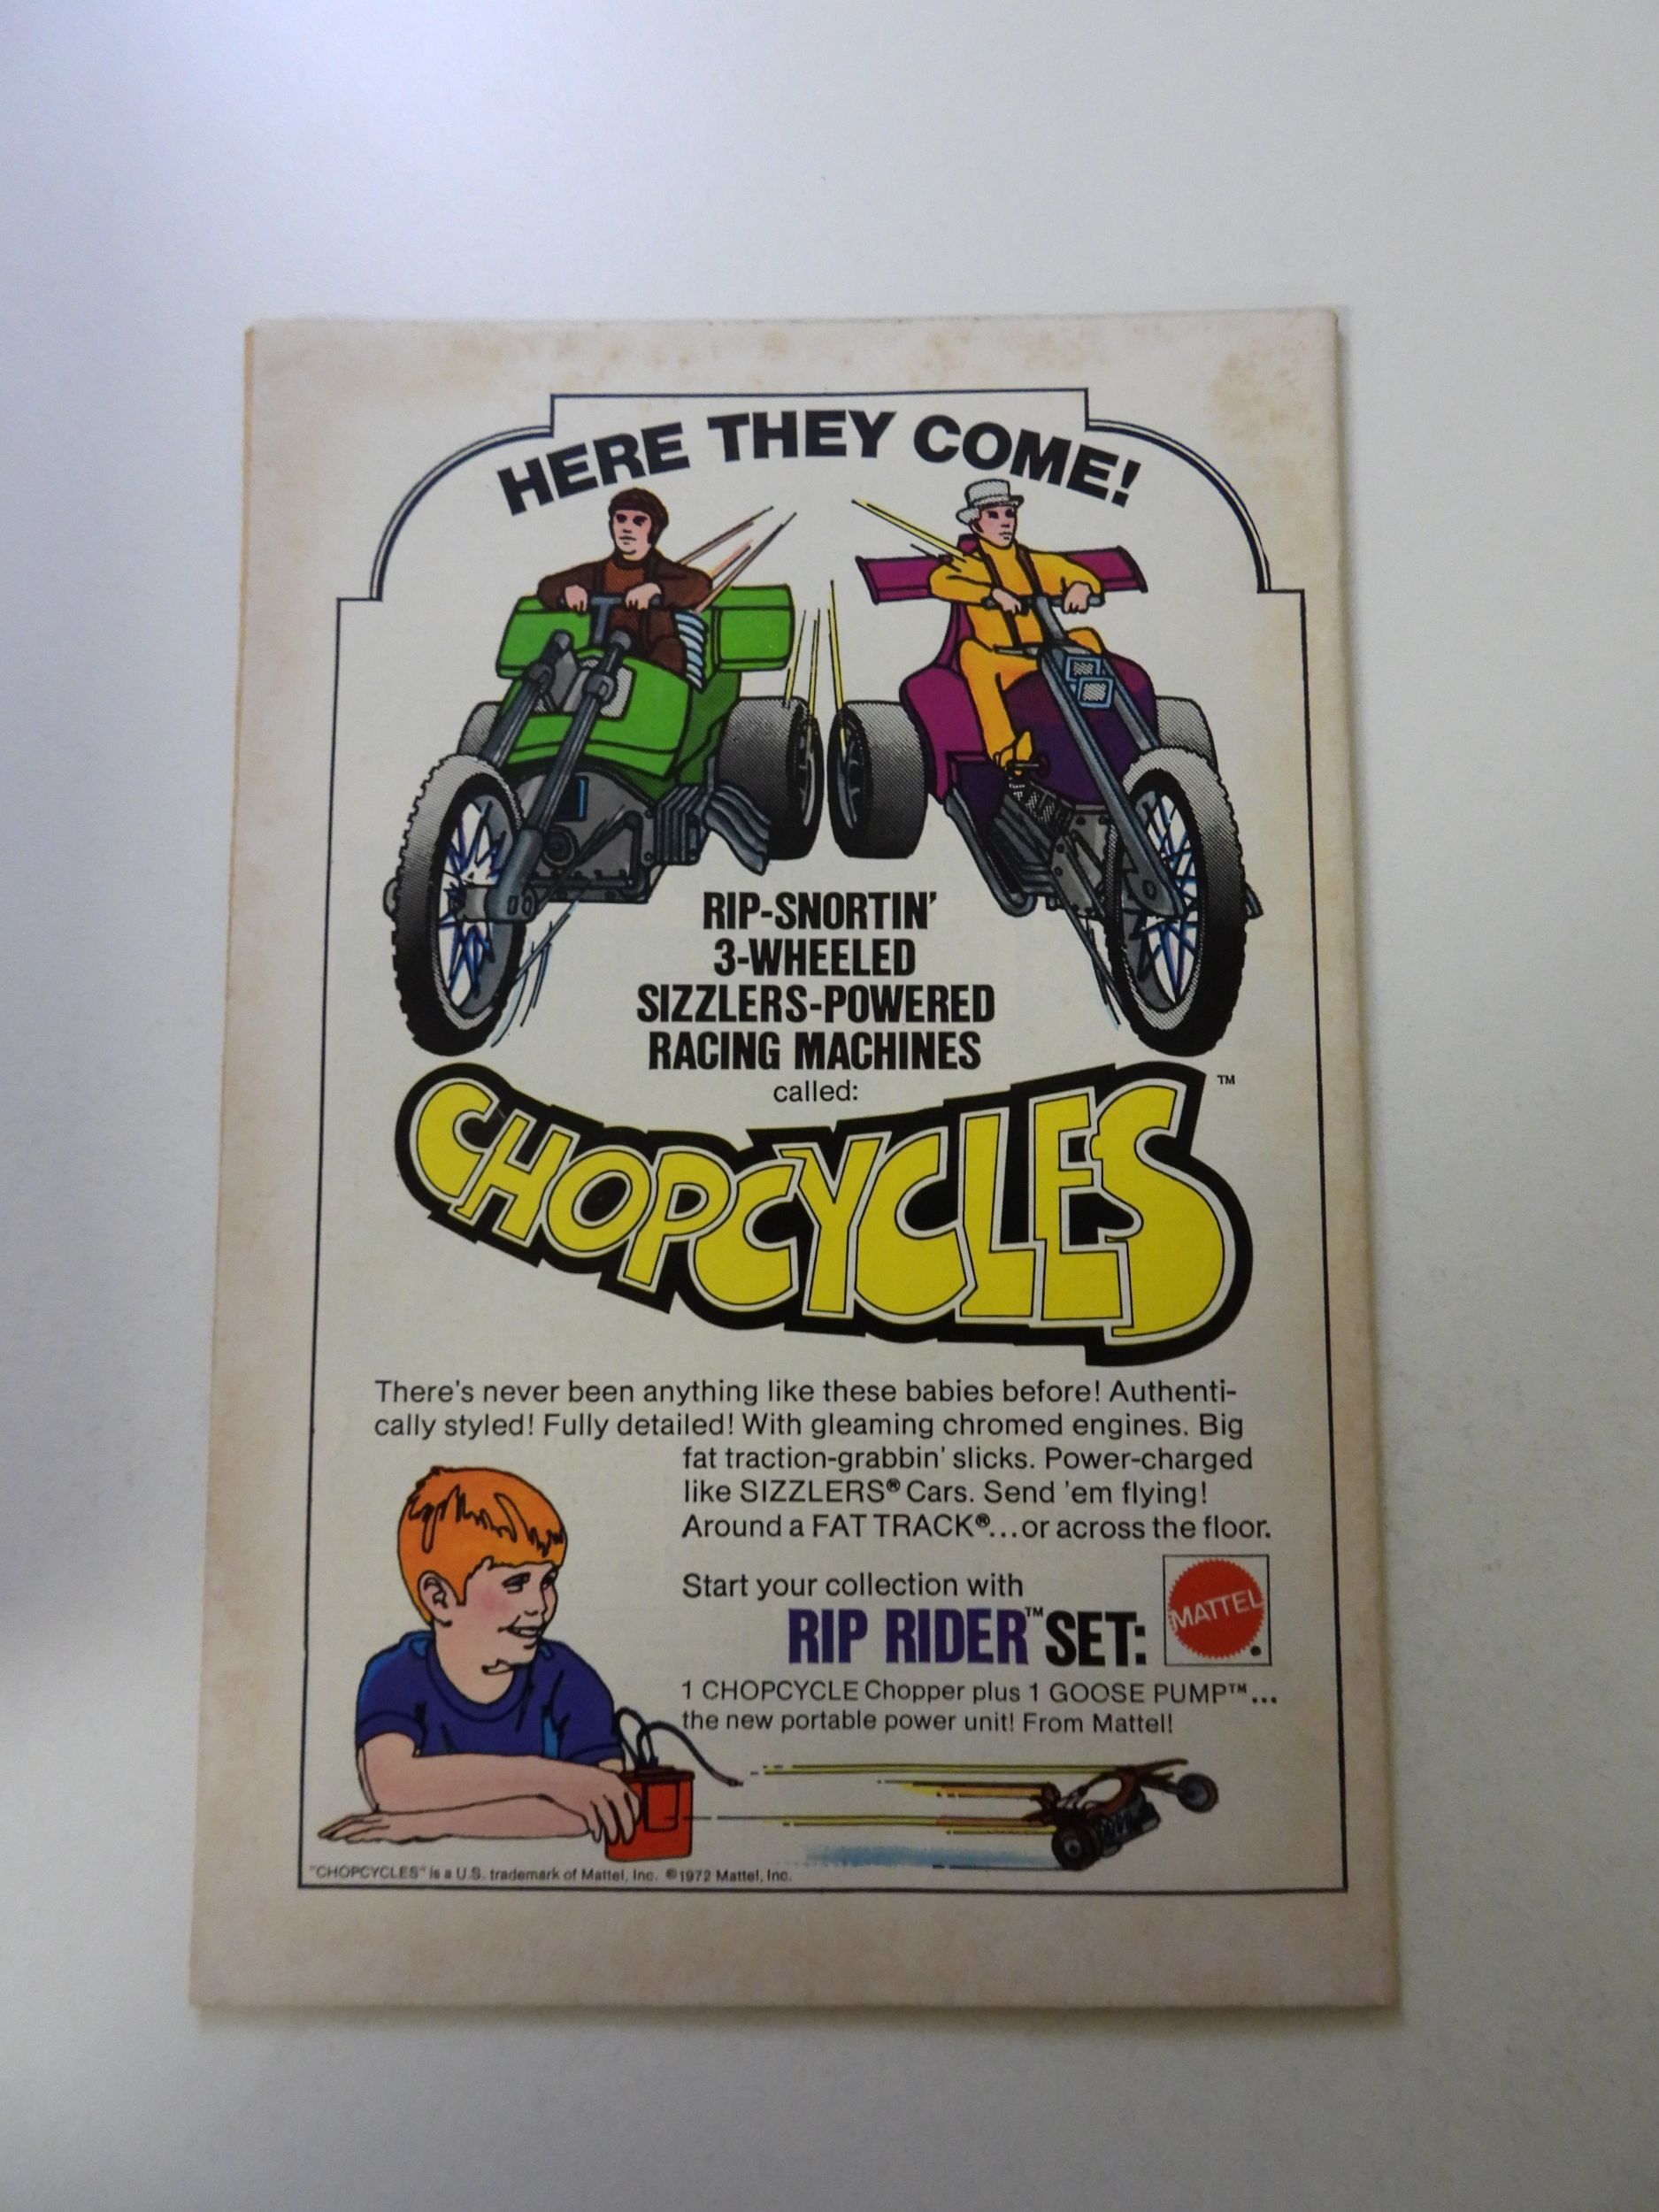 HERE THEY COME!
RIP-SNORTIN'
3-WHEELED
SIZZLERS-POWERED
RACING MACHINES
called:
CHOPCYCLES™
There's never been anything like these babies before! Authenti-
cally styled! Fully detailed! With gleaming chromed engines. Big
fat traction-grabbin' slicks. Power-charged
like SIZZLERS® Cars. Send 'em flying!
Around a FAT TRACK®...or across the floor.
Start your collection with
RIP RIDER™ SET:
MATTEL
1 CHOPCYCLE Chopper plus 1 GOOSE PUMP™...
the new portable power unit! From Mattel!
"CHOPCYCLES" is a U.S. trademark of Mattel, Inc. ©1972 Mattel, Inc.